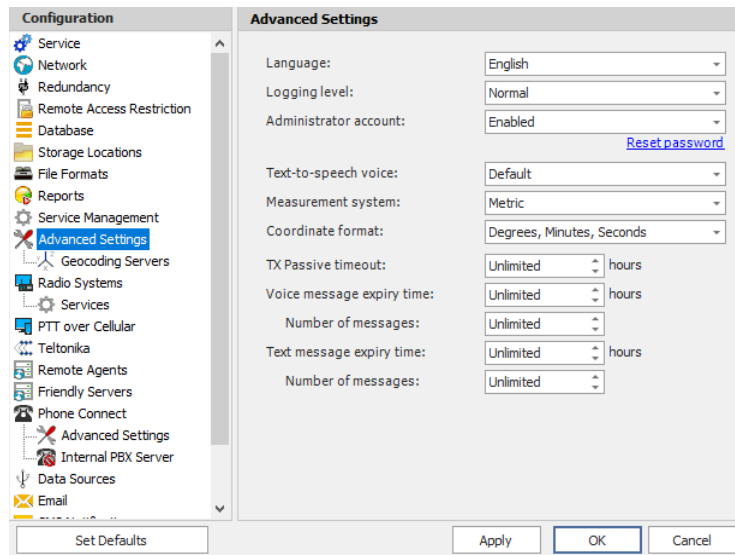 Configuration
Service
Network
Redundancy
Remote Access Restriction
Database
Storage Locations
File Formats
Reports
Service Management
Advanced Settings
Geocoding Servers
Radio Systems
Services
PTT over Cellular
Teltonika
Remote Agents
Friendly Servers
Phone Connect
Advanced Settings
Internal PBX Server
Data Sources
Email
Advanced Settings
Language: English
Logging level: Normal
Administrator account: Enabled
Reset password
Text-to-speech voice: Default
Measurement system: Metric
Coordinate format: Degrees, Minutes, Seconds
TX Passive timeout: Unlimited hours
Voice message expiry time: Unlimited hours
Number of messages: Unlimited
Text message expiry time: Unlimited hours
Number of messages: Unlimited
Set Defaults Apply OK Cancel